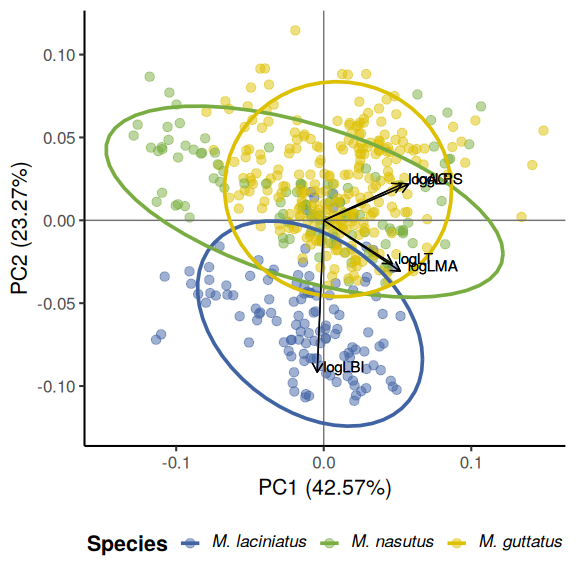 0.10
0.05
0.00
-0.05
-0.10
PC2 (23.27%)
logLT
logLMA
logLBI
-0.1
0.0
0.1
PC1 (42.57%)
Species M. laciniatus M. nasutus M. guttatus